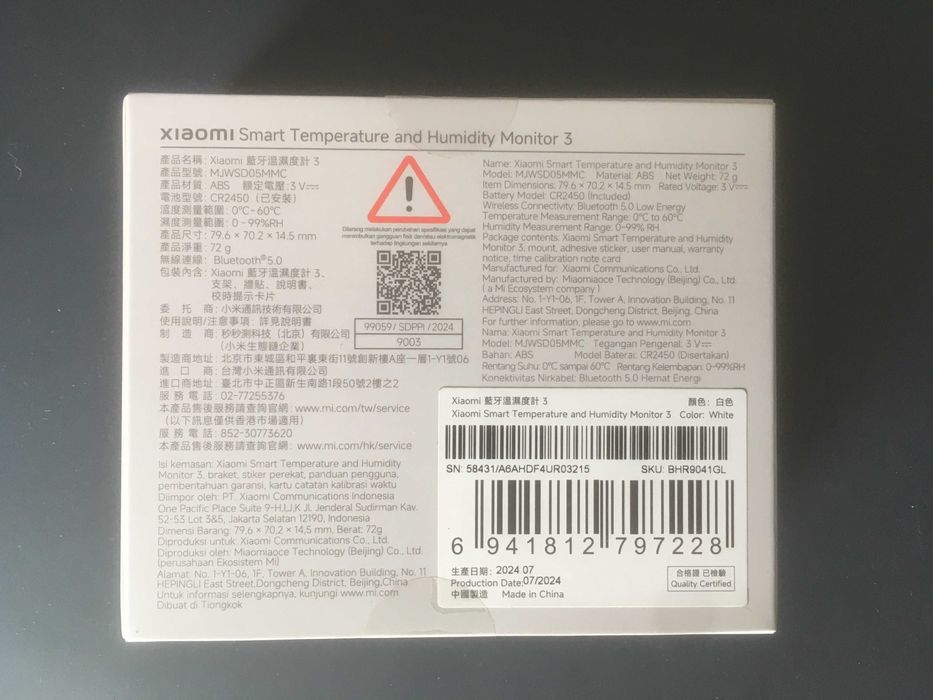 xiaomi Smart Temperature and Humidity Monitor 3
產品名稱: Xiaomi 藍牙溫濕度計 3
產品型號: MJWSD05MMC
產品材質: ABS 額定電壓: 3 V⎓
電池型號: CR2450 (已安裝)
溫度測量範圍: 0°C-60°C
濕度測量範圍: 0-99%RH
產品尺寸: 79.6 × 70.2 × 14.5 mm
產品淨重: 72 g
無線連線: Bluetooth®5.0
包裝內含: Xiaomi 藍牙溫濕度計 3、
支架、牆貼、說明書、
校時提示卡片
委託商: 小米通訊技術有限公司
使用說明/注意事項: 詳見說明書
製造商: 秒秒測科技（北京）有限公司
(小米生態鏈企業)
製造商地址: 北京市東城區和平裏東街11號創新樓A座一層1-Y1號06
進口商: 台灣小米通訊有限公司
進口商地址: 臺北市中正區新生南路1段50號2樓之2
服務電話: 02-77255376
本產品售後服務請查詢官網: www.mi.com/tw/service
(以下訊息僅供香港市場適用)
服務電話: 852-30773620
本產品售後服務請查詢官網: www.mi.com/hk/service
Isi kemasan: Xiaomi Smart Temperature and Humidity
Monitor 3, braket, stiker perekat, panduan pengguna,
pemberitahuan garansi, kartu catatan kalibrasi waktu
Diimpor oleh: PT. Xiaomi Communications Indonesia
One Pacific Place Suite 9-H,I,J,K Jl. Jenderal Sudirman Kav.
52-53 Lot 3&5, Jakarta Selatan 12190, Indonesia
Dimensi Barang: 79,6 × 70,2 × 14,5 mm, Berat: 72g
Diproduksi untuk: Xiaomi Communications Co., Ltd.
Diproduksi oleh: Miaomiaoce Technology (Beijing) Co., Ltd.
(perusahaan Ekosistem Mi)
Alamat: No. 1-Y1-06, 1F, Tower A, Innovation Building, No. 11
HEPINGLI East Street,Dongcheng District, Beijing,China
Untuk informasi selengkapnya, kunjungi www.mi.com
Dibuat di Tiongkok
Dilarang melakukan perubahan spesifikasi yang dapat
menimbulkan gangguan fisik dan/atau elektromagnetik
terhadap lingkungan sekitarnya
99059/ SDPPI /2024
9003
Name: Xiaomi Smart Temperature and Humidity Monitor 3
Model: MJWSD05MMC Material: ABS Net Weight: 72 g
Item Dimensions: 79.6 × 70.2 × 14.5 mm Rated Voltage: 3 V⎓
Battery Model: CR2450 (Included)
Wireless Connectivity: Bluetooth 5.0 Low Energy
Temperature Measurement Range: 0°C to 60°C
Humidity Measurement Range: 0-99% RH
Package contents: Xiaomi Smart Temperature and Humidity
Monitor 3, mount, adhesive sticker, user manual, warranty
notice, time calibration note card
Manufactured for: Xiaomi Communications Co., Ltd.
Manufactured by: Miaomiaoce Technology (Beijing) Co., Ltd.
( a Mi Ecosystem company )
Address: No. 1-Y1-06, 1F, Tower A, Innovation Building, No. 11
HEPINGLI East Street, Dongcheng District, Beijing, China
For further information, please go to www.mi.com
Nama: Xiaomi Smart Temperature and Humidity Monitor 3
Model: MJWSD05MMC Tegangan Pengenal: 3 V⎓
Bahan: ABS Model Baterai: CR2450 (Disertakan)
Rentang Suhu: 0°C sampai 60°C Rentang Kelembapan: 0-99%RH
Konektivitas Nirkabel: Bluetooth 5.0 Hemat Energi
Xiaomi 藍牙溫濕度計 3 顏色: 白色
Xiaomi Smart Temperature and Humidity Monitor 3 Color: White
SN: 58431/A6AHDF4UR03215 SKU: BHR9041GL
6 941812 797228
生產日期: 2024 07
Production Date:07/2024
中國製造 Made in China
合格證 已檢驗
Quality Certified